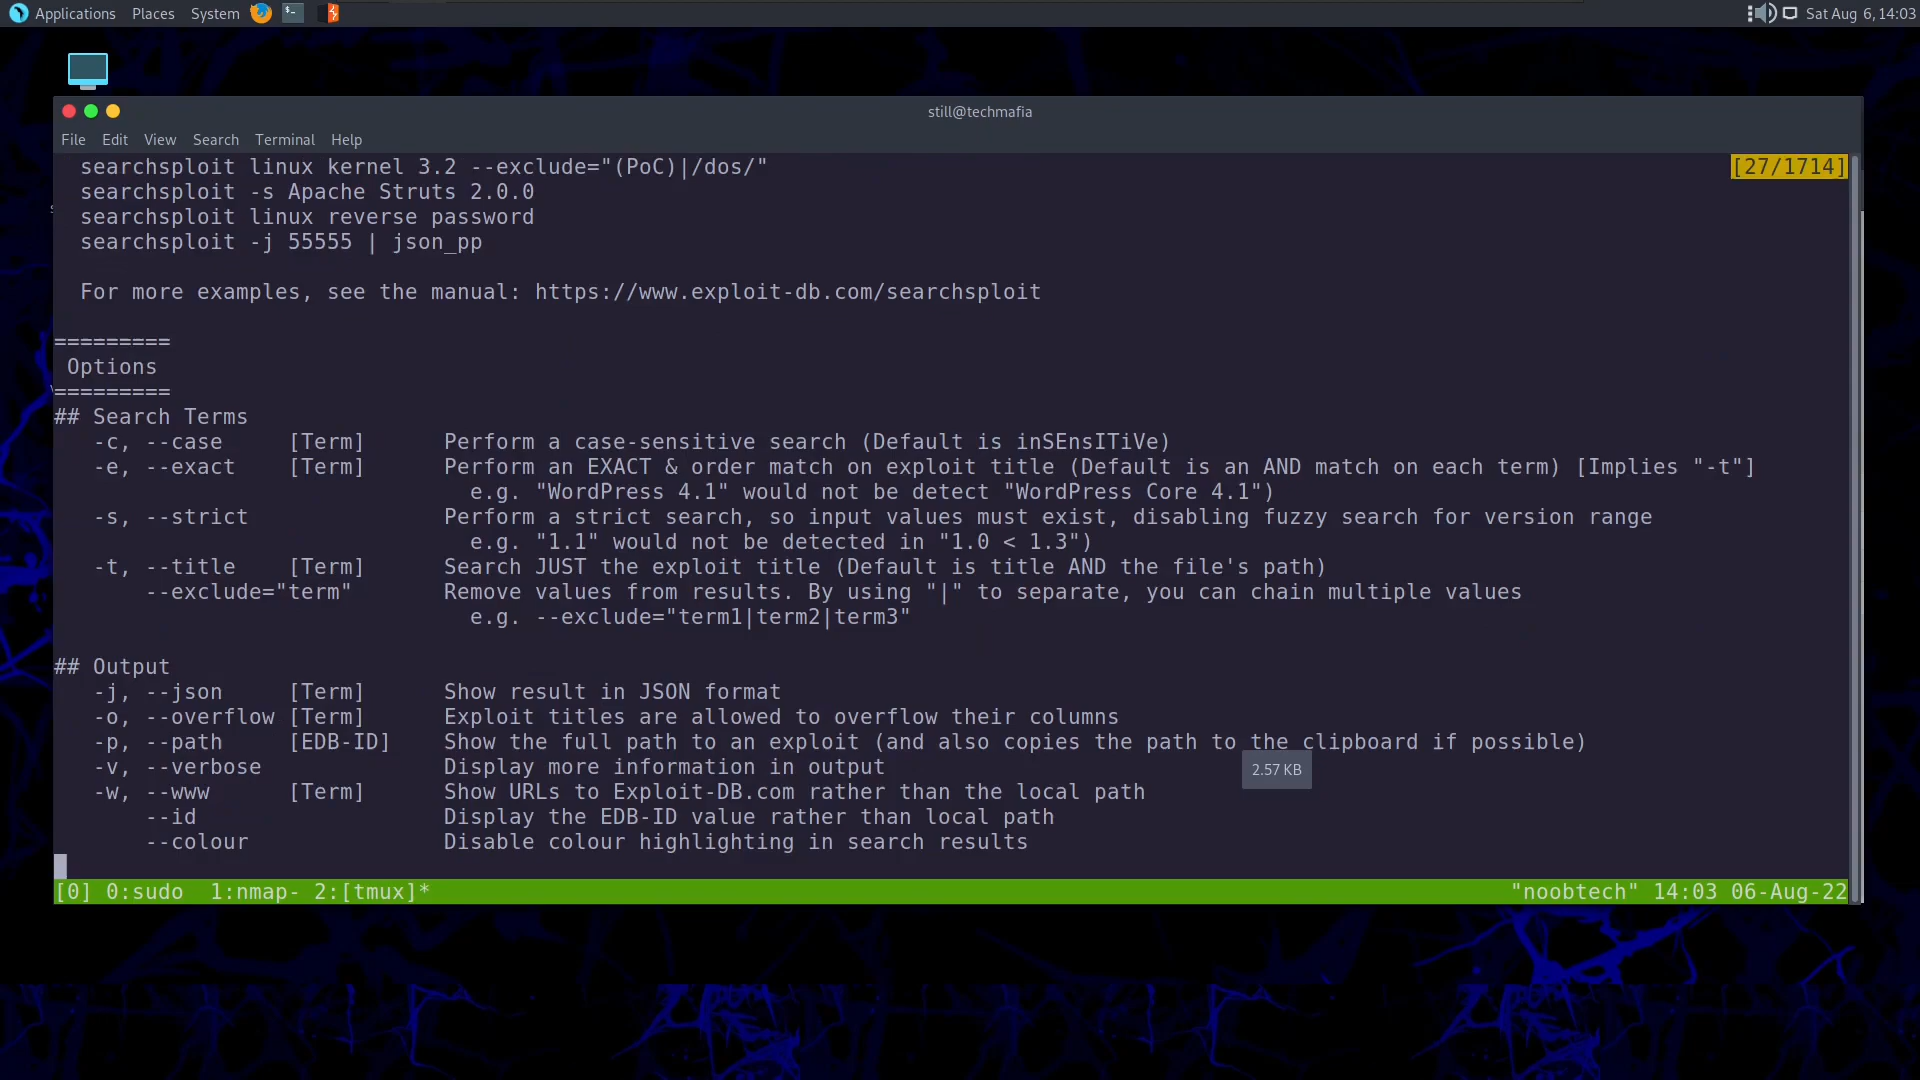 Applications Places System Sat Aug 6, 14:03
still@techmafia
File Edit View Search Terminal Help
searchsploit linux kernel 3.2 --exclude="(PoC)|/dos/" [27/1714]
searchsploit -s Apache Struts 2.0.0
searchsploit linux reverse password
searchsploit -j 55555 | json_pp
For more examples, see the manual: https://www.exploit-db.com/searchsploit
=========
Options
=========
## Search Terms
-c, --case [Term] Perform a case-sensitive search (Default is inSEnsITiVe)
-e, --exact [Term] Perform an EXACT & order match on exploit title (Default is an AND match on each term) [Implies "-t"]
e.g. "WordPress 4.1" would not be detect "WordPress Core 4.1")
-s, --strict Perform a strict search, so input values must exist, disabling fuzzy search for version range
e.g. "1.1" would not be detected in "1.0 < 1.3")
-t, --title [Term] Search JUST the exploit title (Default is title AND the file's path)
--exclude="term" Remove values from results. By using "|" to separate, you can chain multiple values
e.g. --exclude="term1|term2|term3"
## Output
-j, --json [Term] Show result in JSON format
-o, --overflow [Term] Exploit titles are allowed to overflow their columns
-p, --path [EDB-ID] Show the full path to an exploit (and also copies the path to the clipboard if possible)
-v, --verbose Display more information in output
2.57 KB
-w, --www [Term] Show URLs to Exploit-DB.com rather than the local path
--id Display the EDB-ID value rather than local path
--colour Disable colour highlighting in search results
[0] 0:sudo 1:nmap- 2:[tmux]* "noobtech" 14:03 06-Aug-22